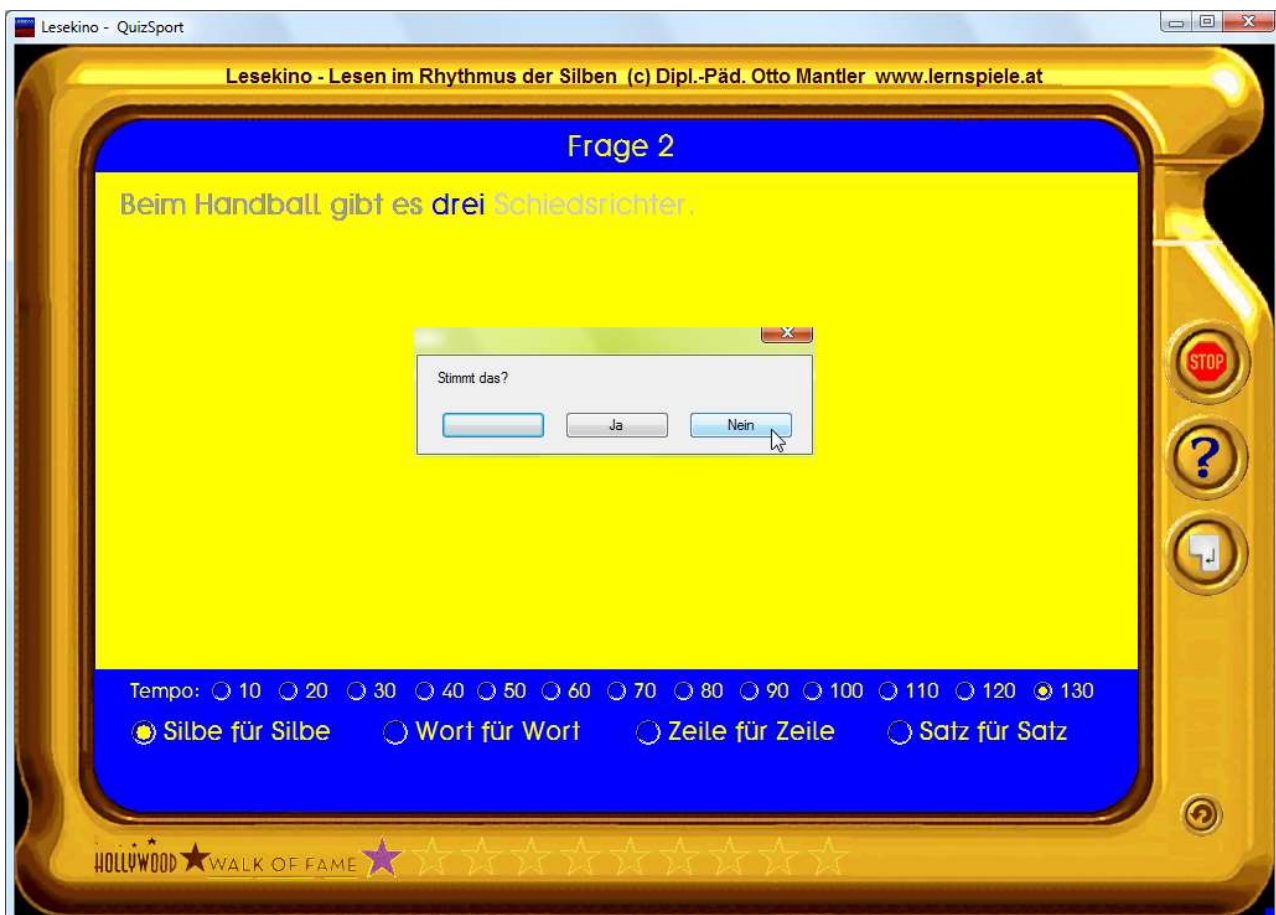 Lesekino - QuizSport
Lesekino - Lesen im Rhythmus der Silben (c) Dipl.-Päd. Otto Mantler www.lernspiele.at
Frage 2
Beim Handball gibt es drei Schiedsrichter.
Stimmt das?
Ja Nein
STOP
?
Tempo: 10 20 30 40 50 60 70 80 90 100 110 120 130
Silbe für Silbe Wort für Wort Zeile für Zeile Satz für Satz
HOLLYWOOD WALK OF FAME